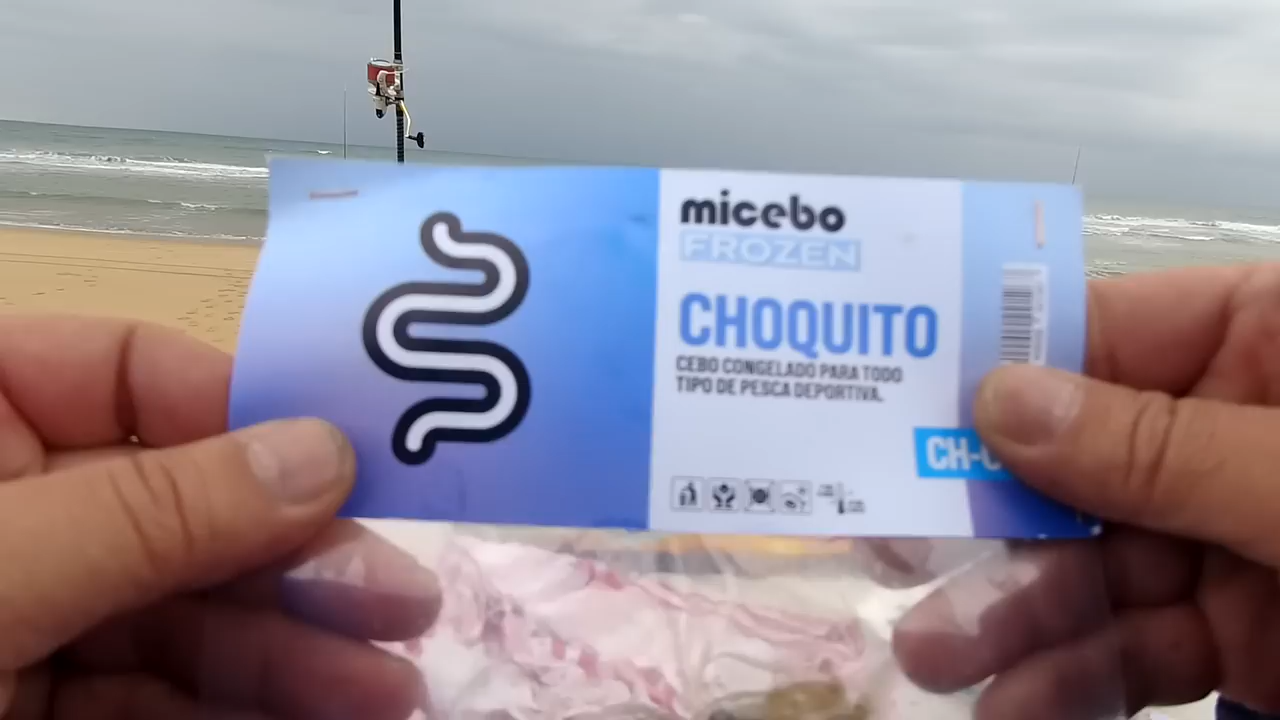 micebo
FROZEN
CHOQUITO
CEBO CONGELADO PARA TODO
TIPO DE PESCA DEPORTIVA.